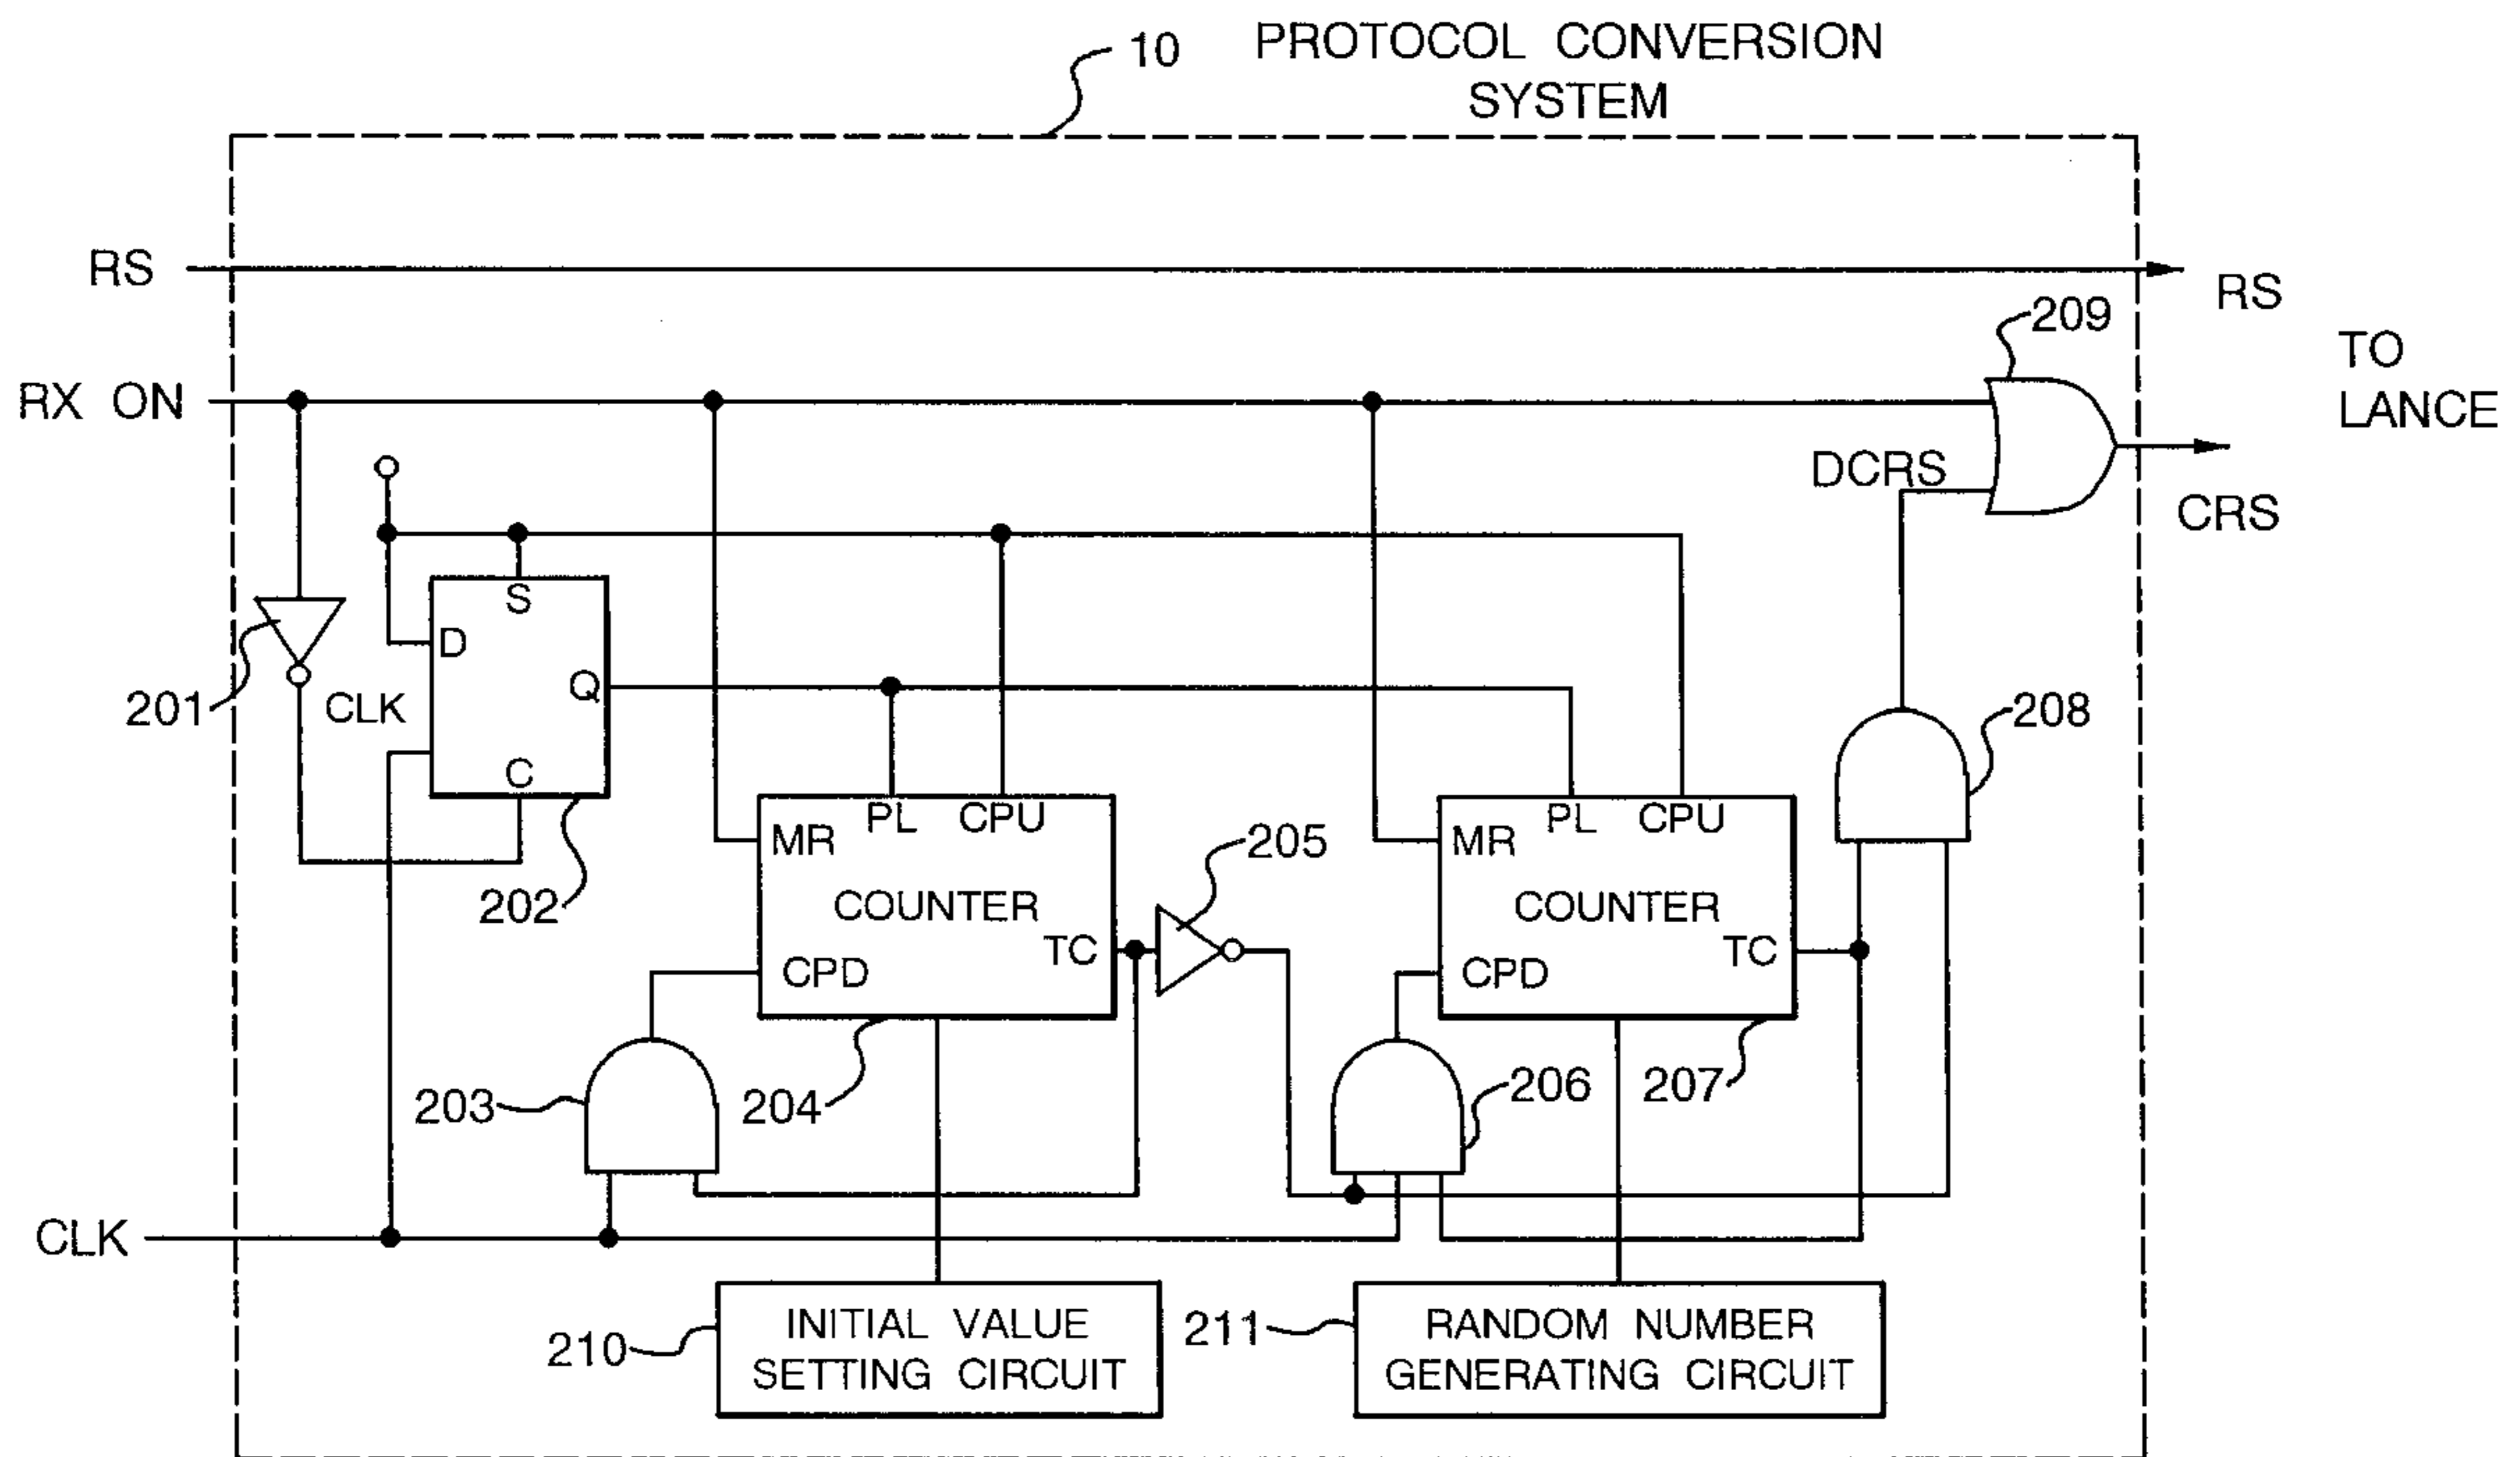 10
PROTOCOL CONVERSION
SYSTEM
RS
RS
209
TO
LANCE
RX ON
DCRS
CRS
S
D
Q
201
CLK
208
C
PL CPU
PL CPU
MR
205
MR
202
COUNTER
COUNTER
TC
TC
CPD
CPD
203
204
206
207
CLK
210
INITIAL VALUE
SETTING CIRCUIT
211
RANDOM NUMBER
GENERATING CIRCUIT